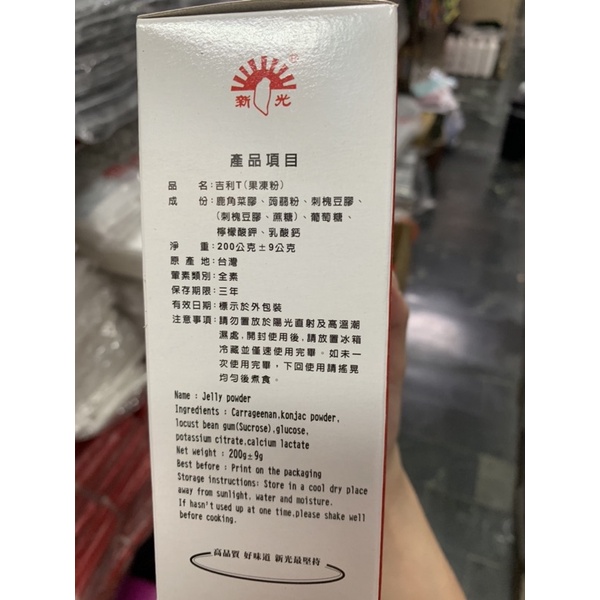 新光
產品項目
品　　名:吉利T(果凍粉)
成　　份:鹿角菜膠、蒟蒻粉、刺槐豆膠、
(刺槐豆膠、蔗糖)、葡萄糖、
檸檬酸鉀、乳酸鈣
淨　　重:200公克±9公克
原 產 地:台灣
葷素類別:全素
保存期限:三年
有效日期:標示於外包裝
注意事項:請勿置放於陽光直射及高溫潮
濕處,開封使用後,請放置冰箱
冷藏並僅速使用完畢。如未一
次使用完畢,下回使用請搖晃
均勻後煮食。
Name : Jelly powder
Ingredients : Carrageenan,konjac powder,
locust bean gum(Sucrose),glucose,
potassium citrate,calcium lactate
Net weight : 200g±9g
Best before : Print on the packaging
Storage instructions: Store in a cool dry place
away from sunlight, water and moisture.
If hasn't used up at one time,please shake well
before cooking.
高品質 好味道 新光最堅持